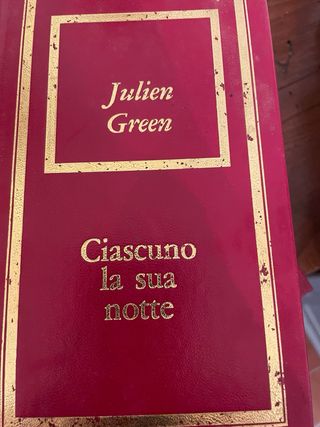 Julien
Green
Ciascuno
la sua
notte